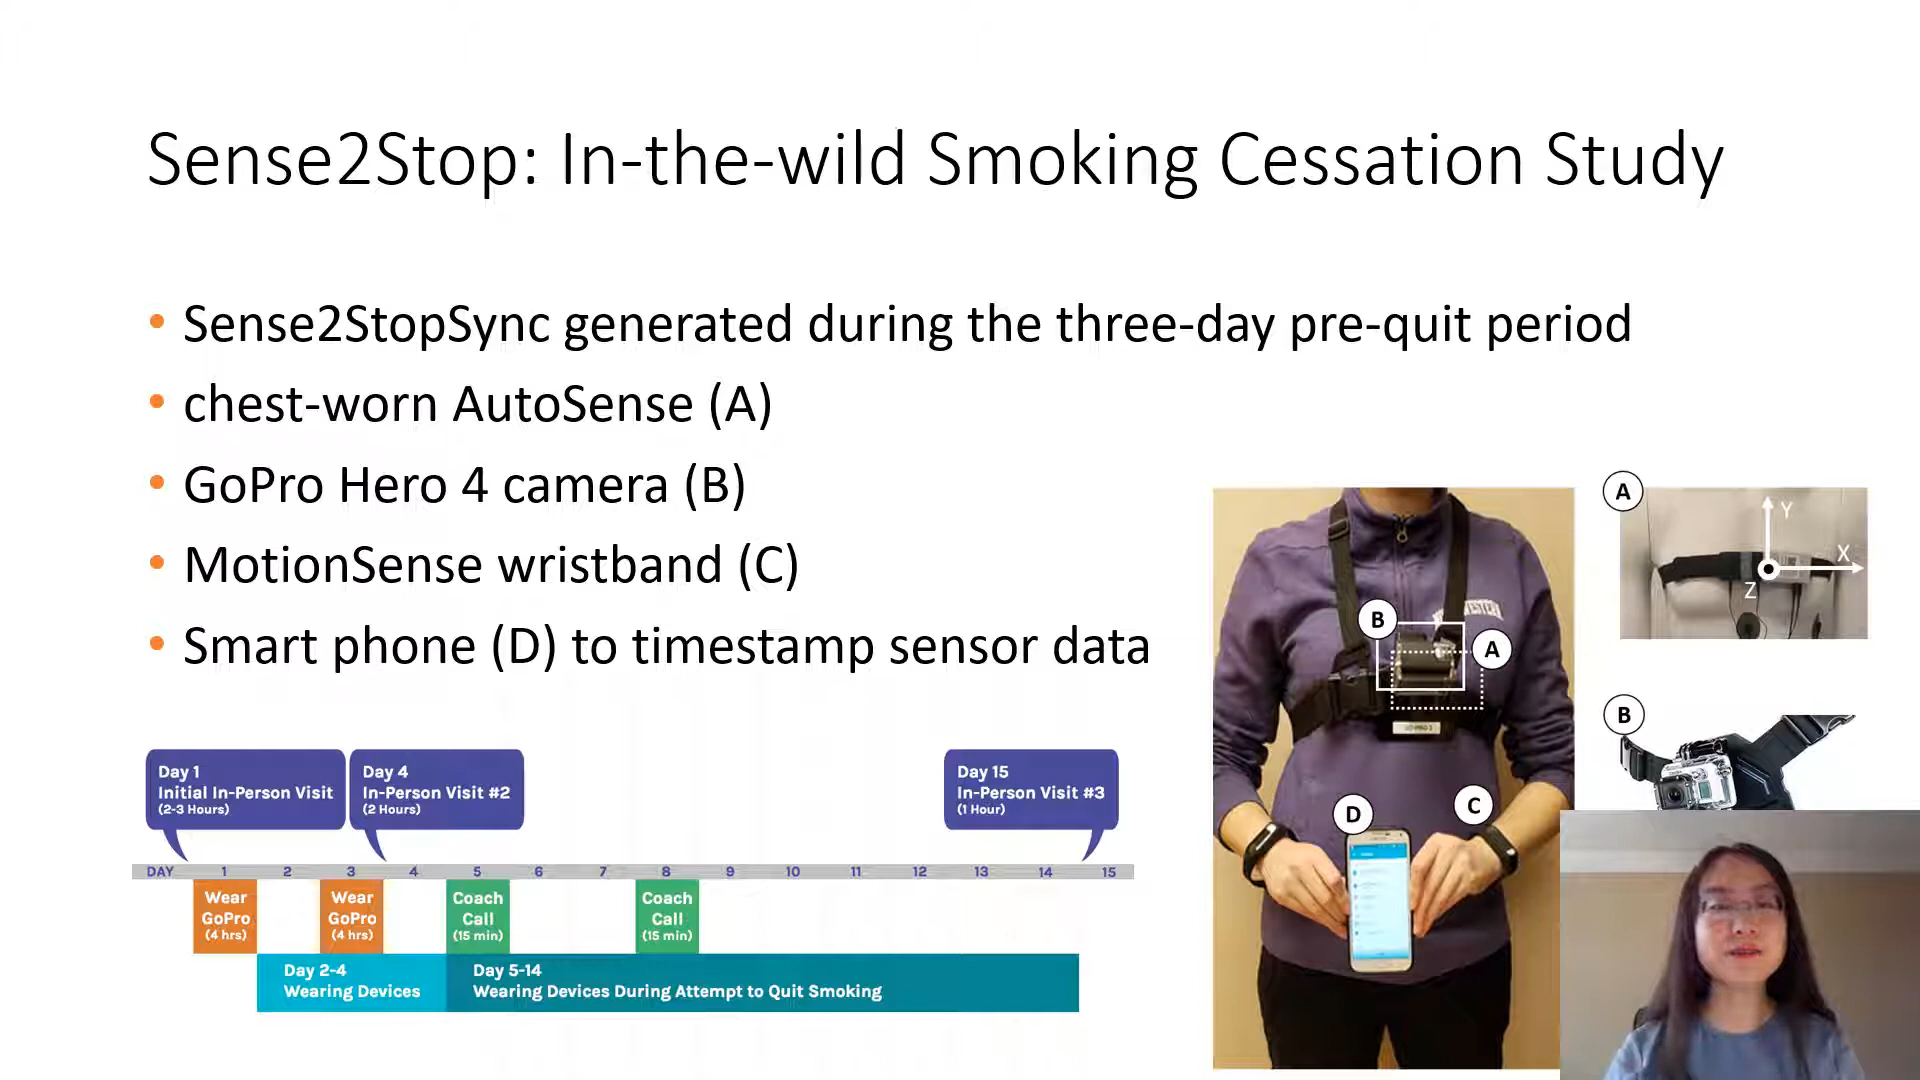 Sense2Stop: In-the-wild Smoking Cessation Study
• Sense2StopSync generated during the three-day pre-quit period
• chest-worn AutoSense (A)
• GoPro Hero 4 camera (B)
• MotionSense wristband (C)
• Smart phone (D) to timestamp sensor data
Day 1
Initial In-Person Visit
(2-3 Hours)
Day 4
In-Person Visit #2
(2 Hours)
Day 15
In-Person Visit #3
(1 Hour)
DAY 1 2 3 4 5 6 7 8 9 10 11 12 13 14 15
Wear
GoPro
(4 hrs)
Wear
GoPro
(4 hrs)
Coach
Call
(15 min)
Coach
Call
(15 min)
Day 2-4
Wearing Devices
Day 5-14
Wearing Devices During Attempt to Quit Smoking
B
A
D
C
A
Y
X
Z
B